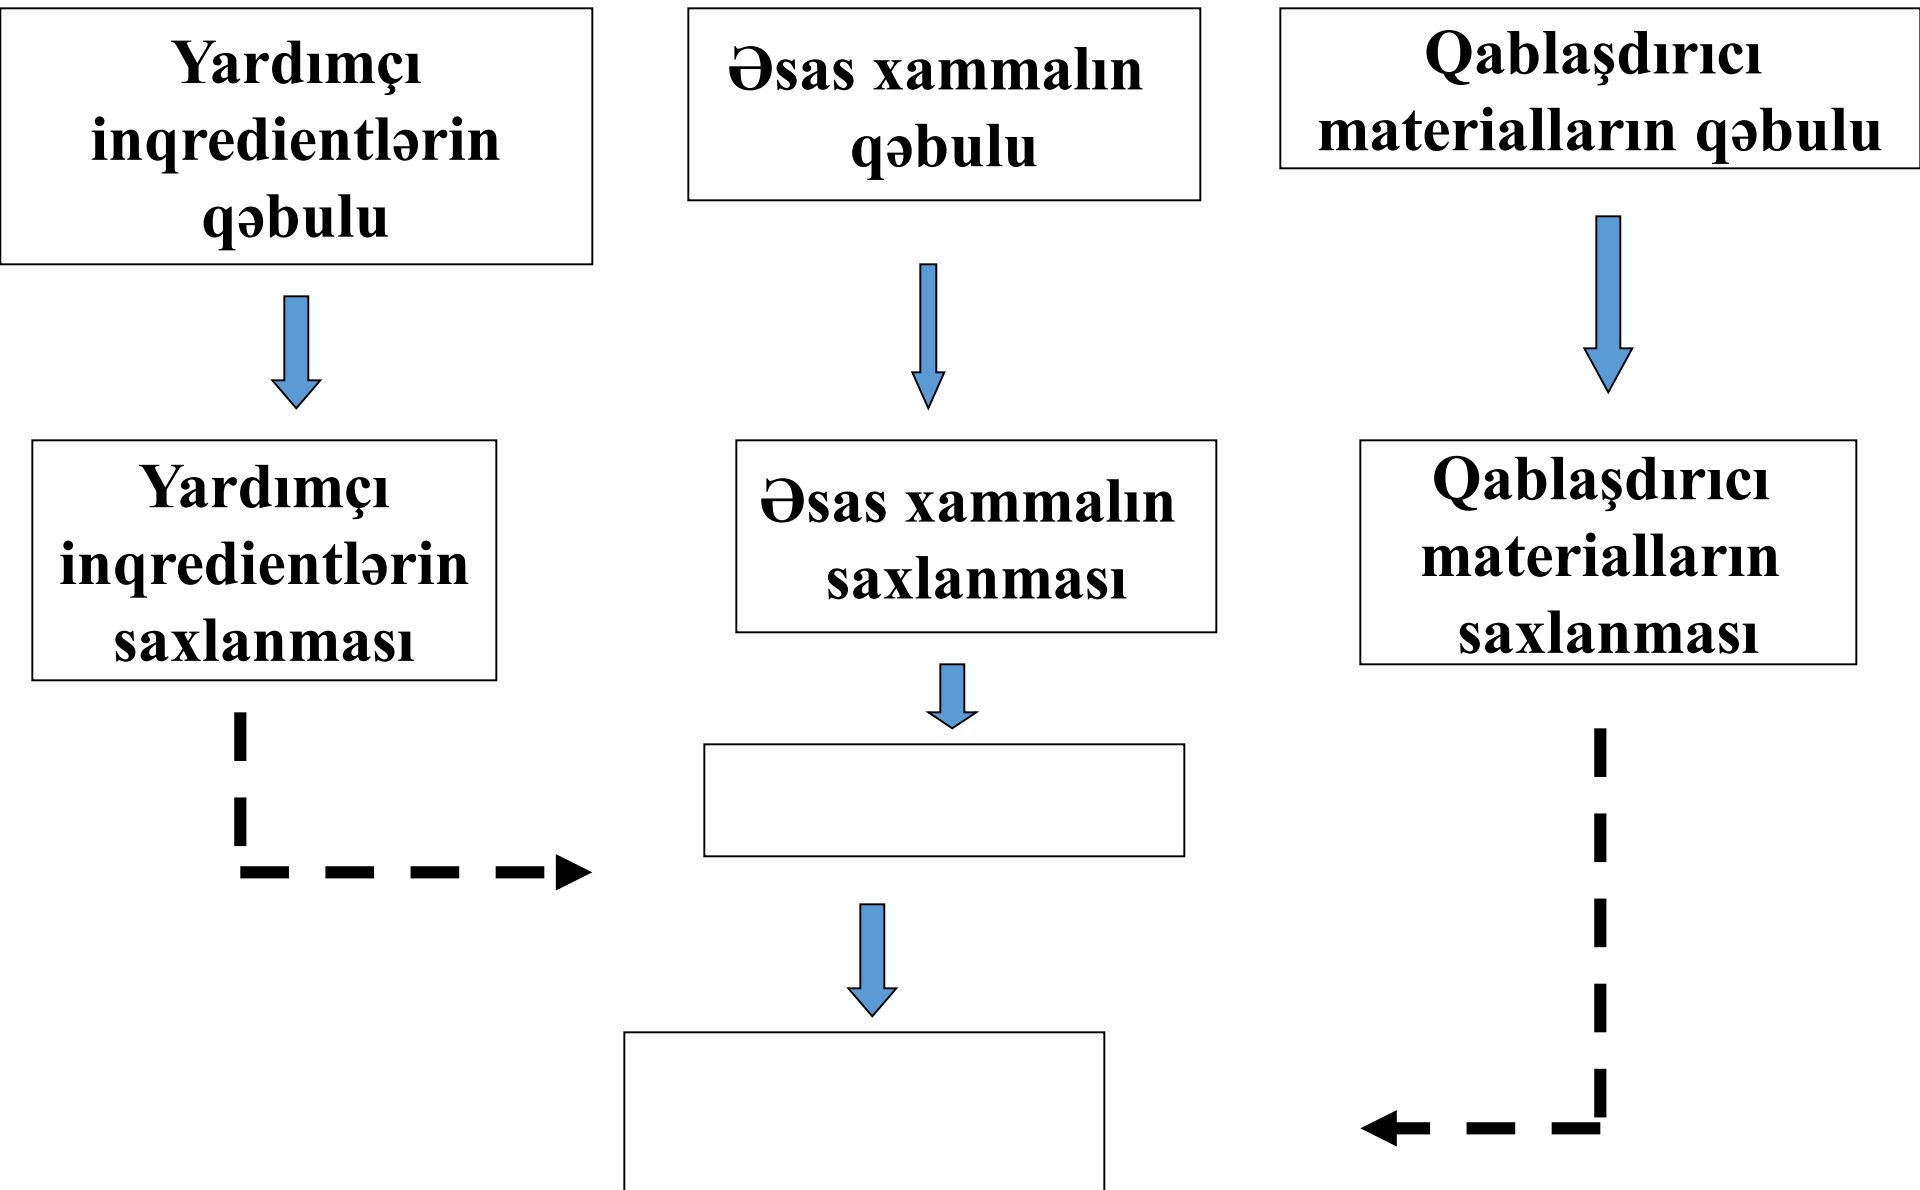 Yardımçı
inqredientlərin
qəbulu
Əsas xammalın
qəbulu
Qablaşdırıcı
materialların qəbulu
Yardımçı
inqredientlərin
saxlanması
Əsas xammalın
saxlanması
Qablaşdırıcı
materialların
saxlanması